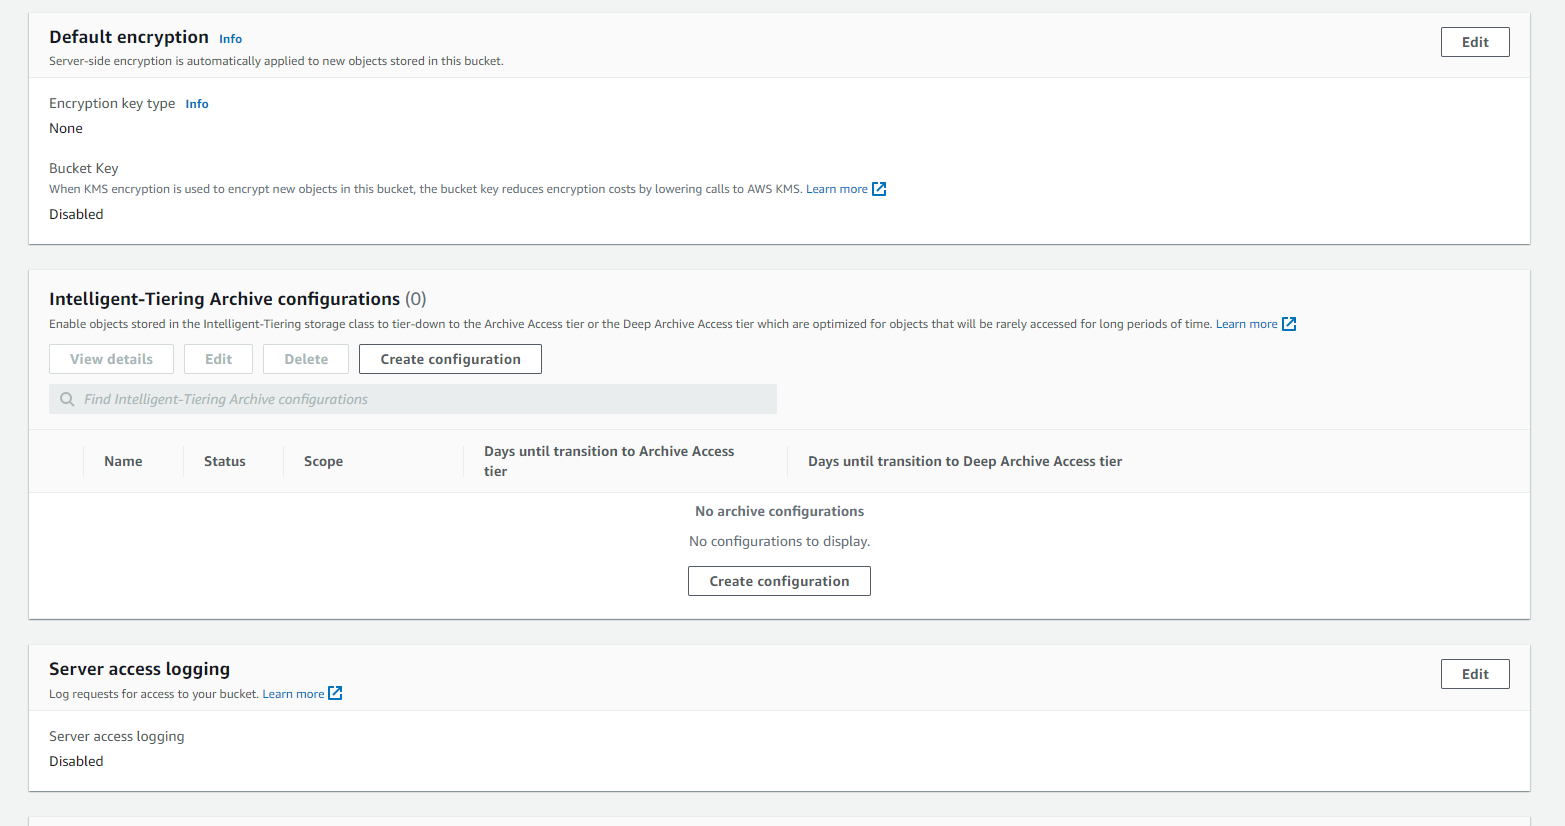 Default encryption Info
Edit
Server-side encryption is automatically applied to new objects stored in this bucket.
Encryption key type Info
None
Bucket Key
When KMS encryption is used to encrypt new objects in this bucket, the bucket key reduces encryption costs by lowering calls to AWS KMS. Learn more
Disabled
Intelligent-Tiering Archive configurations (0)
Enable objects stored in the Intelligent-Tiering storage class to tier-down to the Archive Access tier or the Deep Archive Access tier which are optimized for objects that will be rarely accessed for long periods of time. Learn more
View details Edit Delete Create configuration
Find Intelligent-Tiering Archive configurations
Name Status Scope Days until transition to Archive Access
tier
Days until transition to Deep Archive Access tier
No archive configurations
No configurations to display.
Create configuration
Server access logging
Edit
Log requests for access to your bucket. Learn more
Server access logging
Disabled